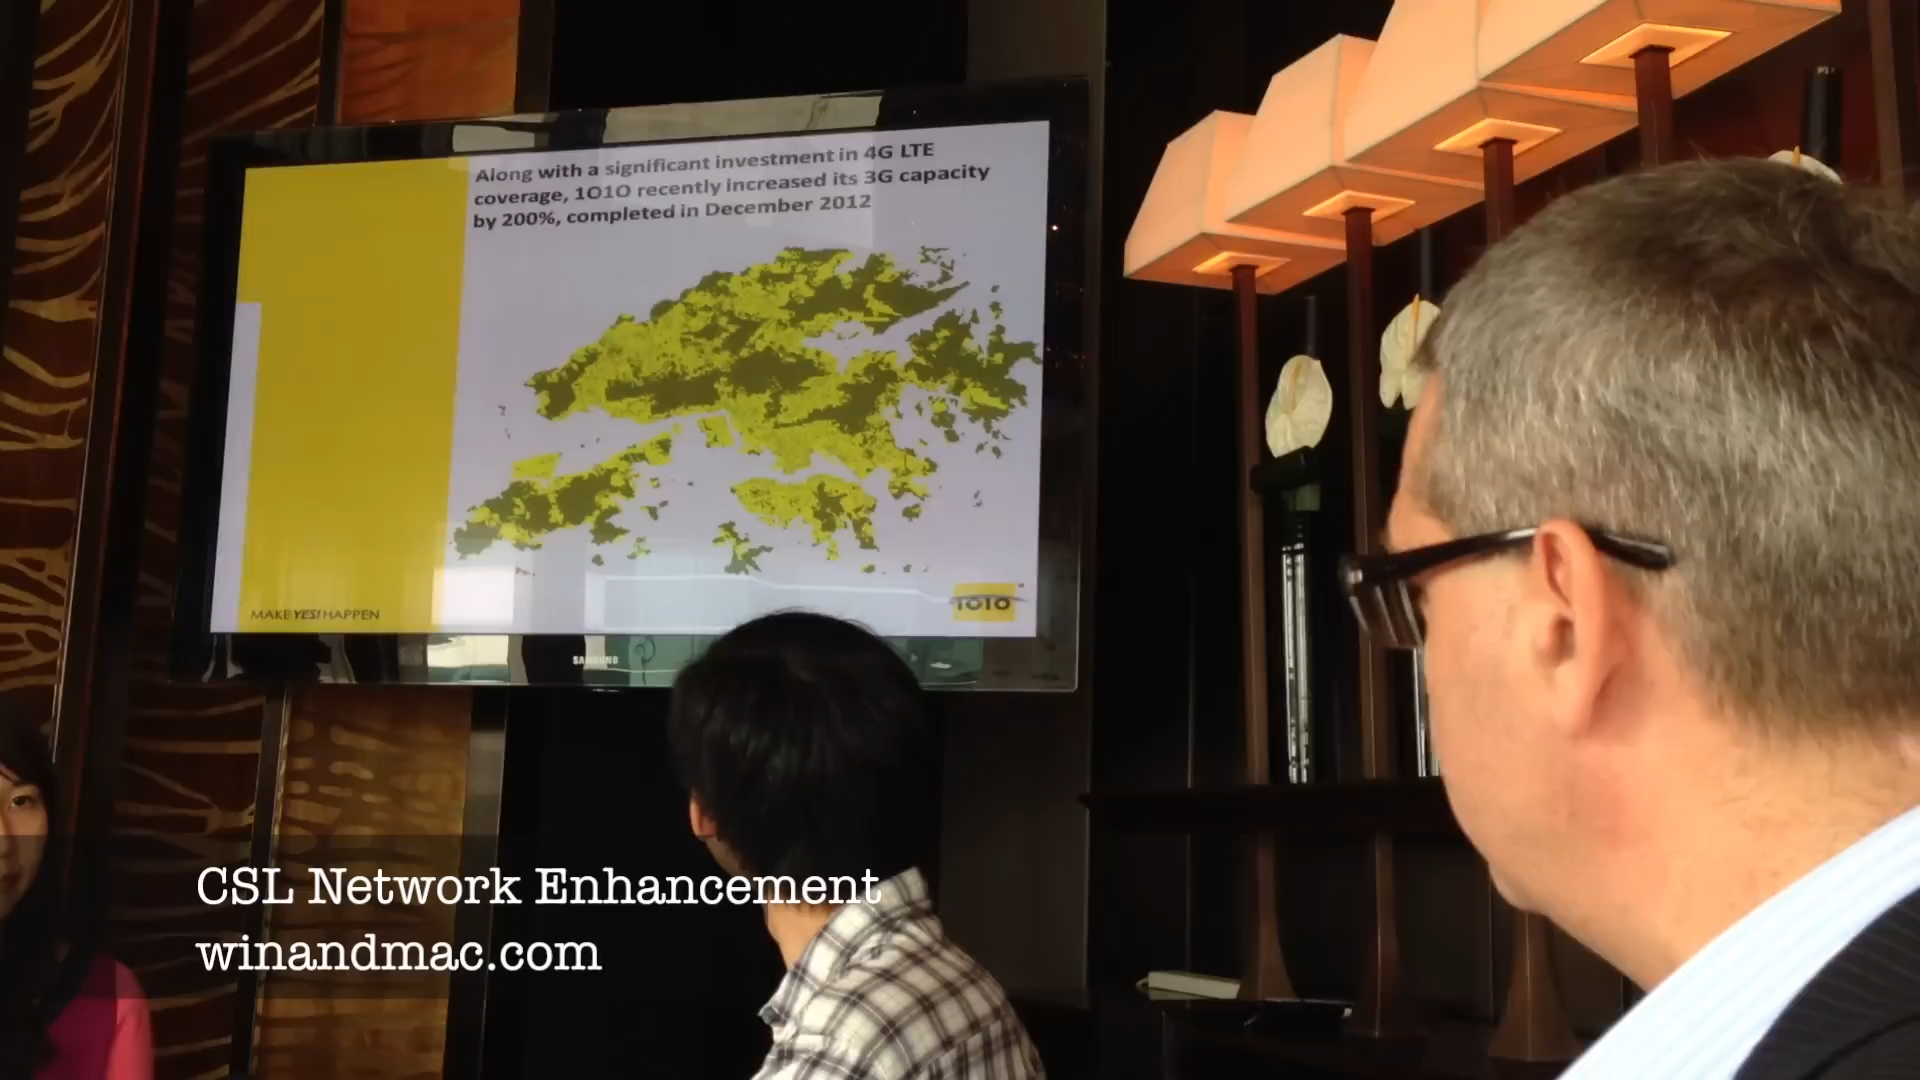 Along with a significant investment in 4G LTE
coverage, 1O1O recently increased its 3G capacity
by 200%, completed in December 2012
MAKE YES! HAPPEN
1O1O
SAMSUNG
CSL Network Enhancement
winandmac.com